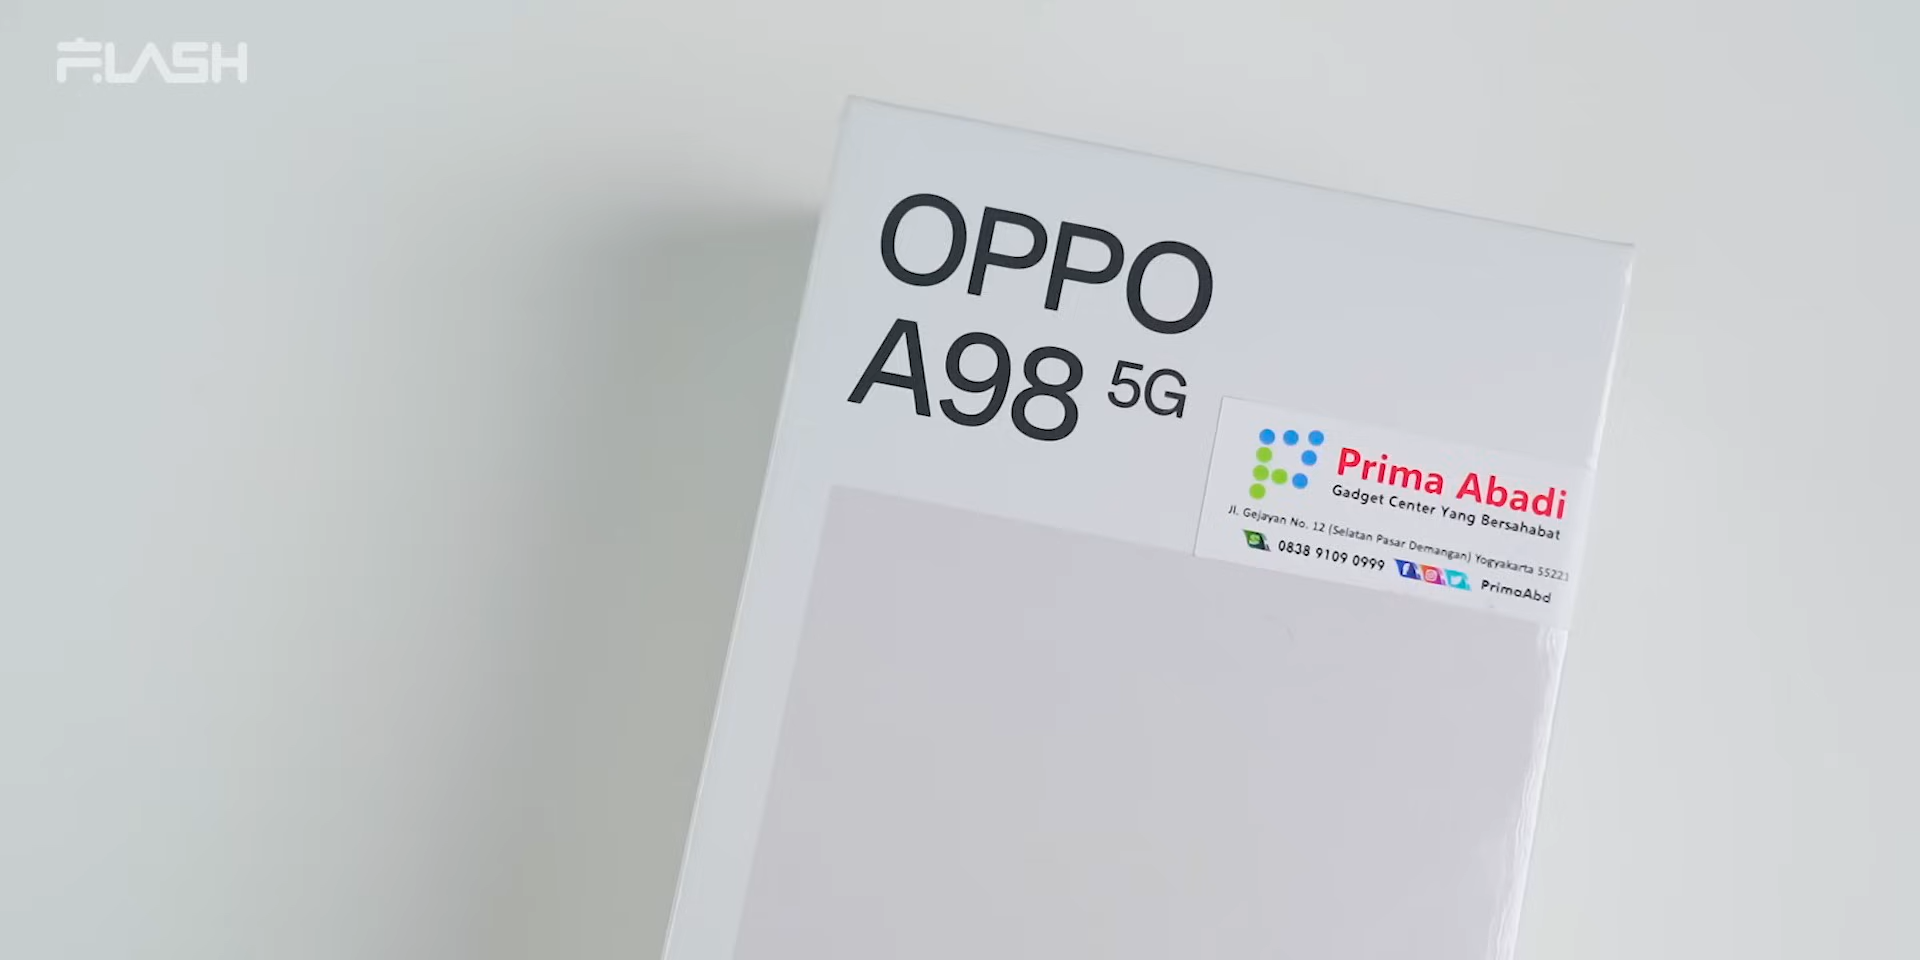 FLASH
OPPO
A98 5G
Prima Abadi
Gadget Center Yang Bersahabat
Jl. Gejayan No. 12 (Selatan Pasar Demangan) Yogyakarta 55221
0838 9109 0999 PrimaAbd